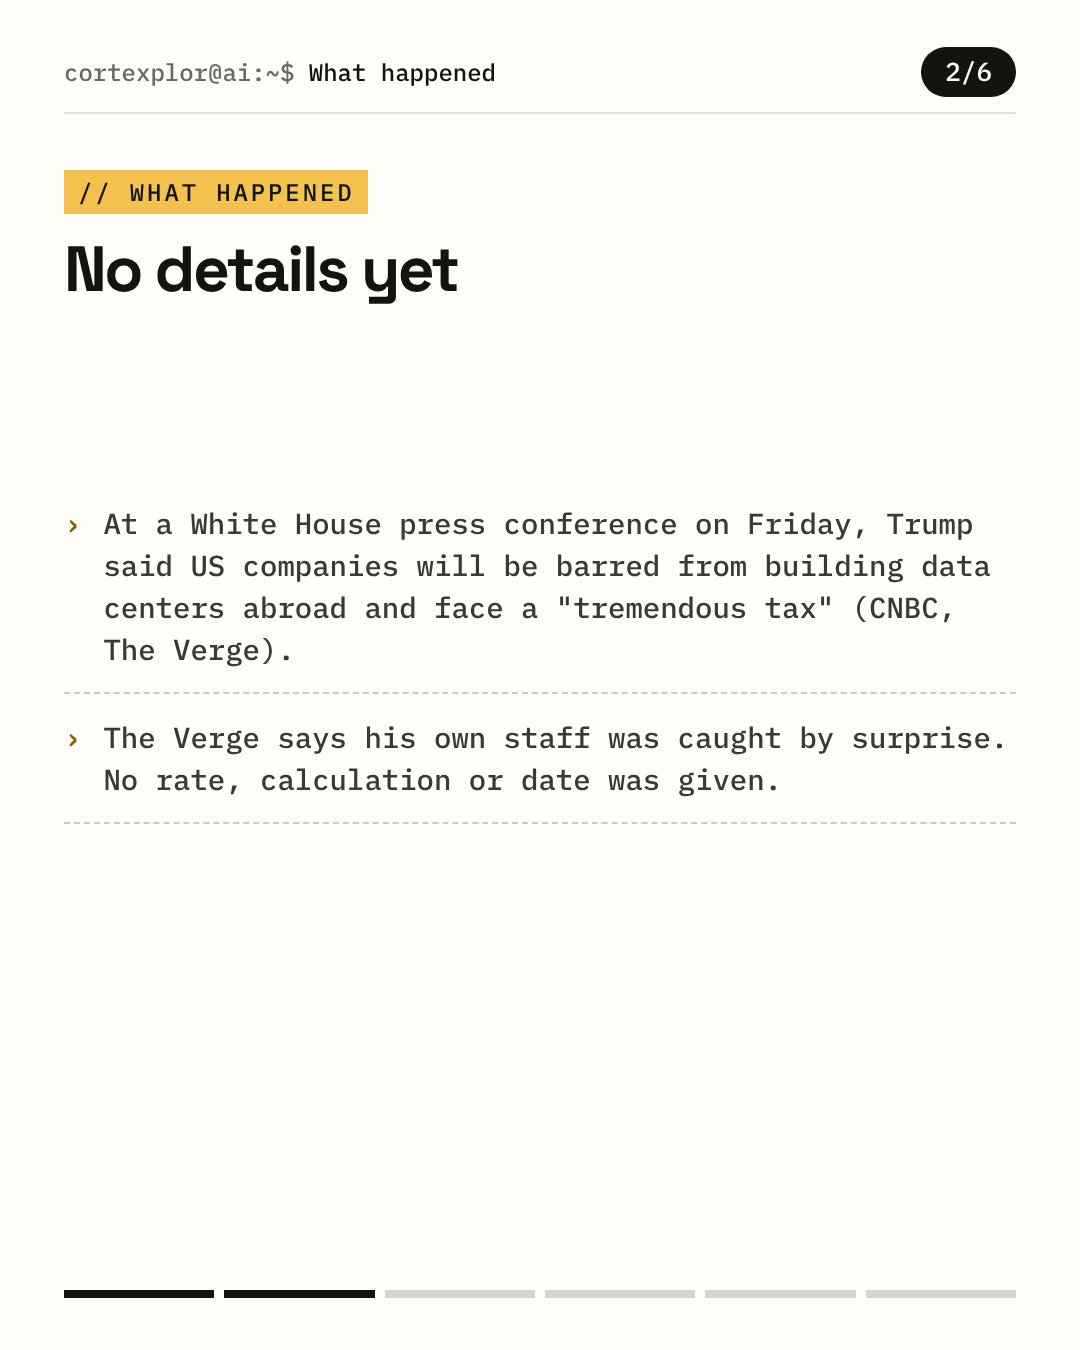 cortexplor@ai:~$ What happened
2/6
// WHAT HAPPENED
No details yet
› At a White House press conference on Friday, Trump
said US companies will be barred from building data
centers abroad and face a "tremendous tax" (CNBC,
The Verge).
› The Verge says his own staff was caught by surprise.
No rate, calculation or date was given.